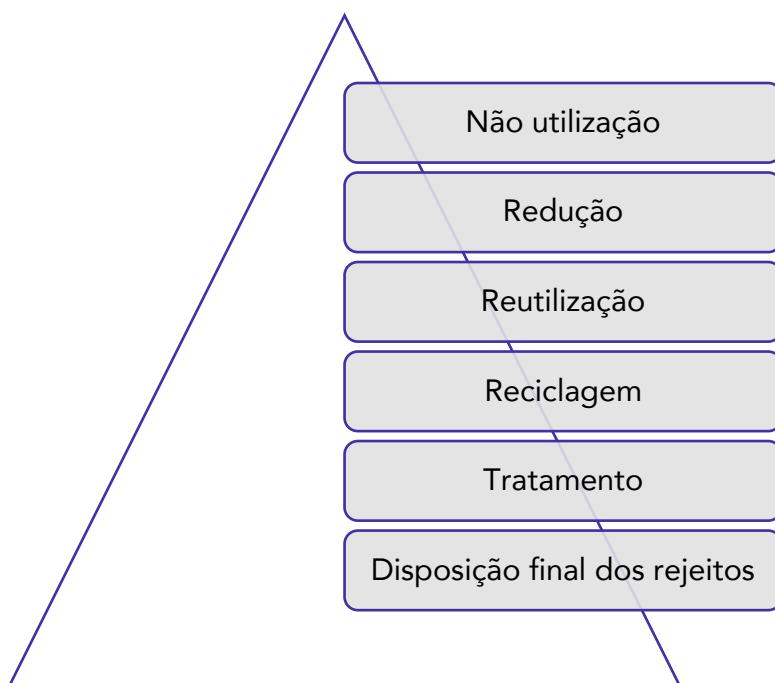 Não utilização
Redução
Reutilização
Reciclagem
Tratamento
Disposição final dos rejeitos